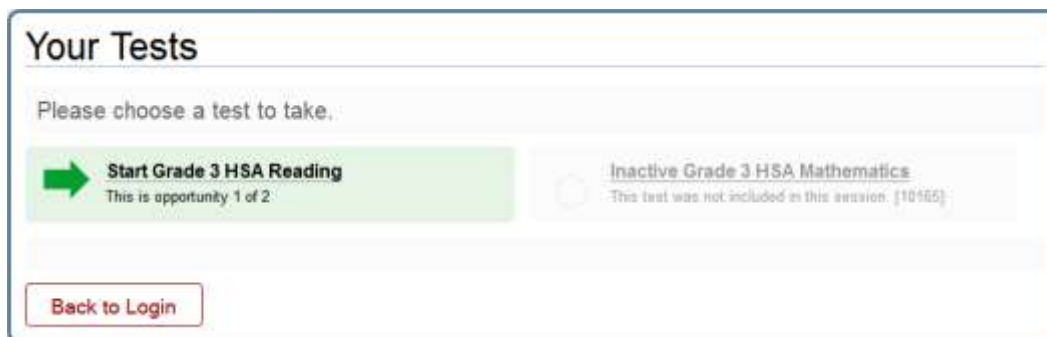 Your Tests
Please choose a test to take.
Start Grade 3 HSA Reading
This is opportunity 1 of 2
Inactive Grade 3 HSA Mathematics
This test was not included in this session. [10165]
Back to Login